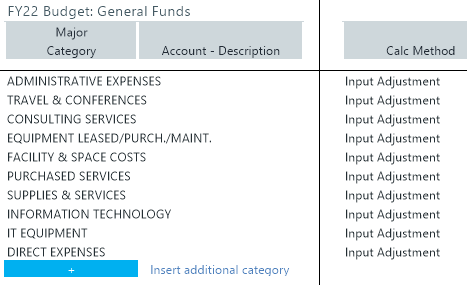 FY22 Budget: General Funds
Major
Category Account - Description Calc Method
ADMINISTRATIVE EXPENSES Input Adjustment
TRAVEL & CONFERENCES Input Adjustment
CONSULTING SERVICES Input Adjustment
EQUIPMENT LEASED/PURCH./MAINT. Input Adjustment
FACILITY & SPACE COSTS Input Adjustment
PURCHASED SERVICES Input Adjustment
SUPPLIES & SERVICES Input Adjustment
INFORMATION TECHNOLOGY Input Adjustment
IT EQUIPMENT Input Adjustment
DIRECT EXPENSES Input Adjustment
+ Insert additional category